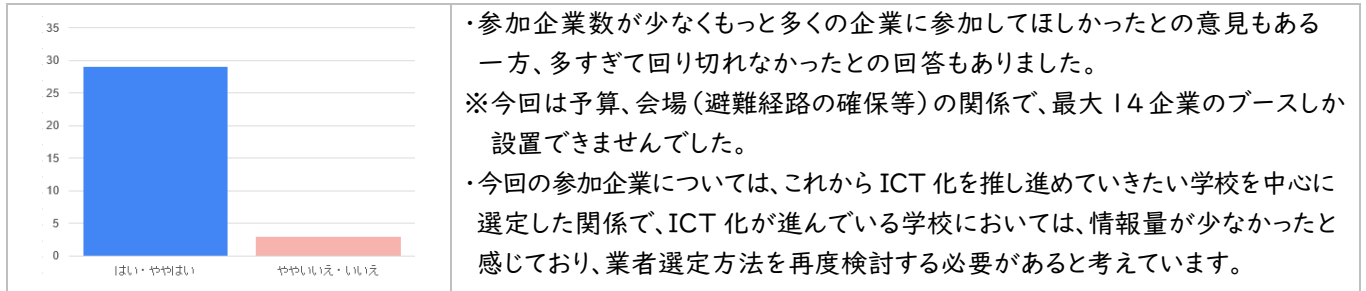 35
30
25
20
15
10
5
0
はい・ややはい
ややいいえ・いいえ
・参加企業数が少なくもっと多くの企業に参加してほしかったとの意見もある
一方、多すぎて回り切れなかったとの回答もありました。
※今回は予算、会場(避難経路の確保等)の関係で、最大14企業のブースしか
設置できませんでした。
・今回の参加企業については、これからICT化を推し進めていきたい学校を中心に
選定した関係で、ICT化が進んでいる学校においては、情報量が少なかったと
感じており、業者選定方法を再度検討する必要があると考えています。